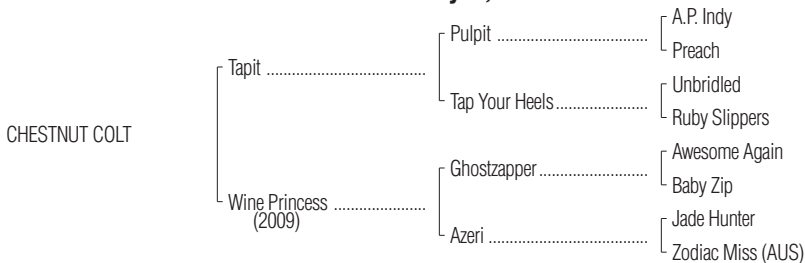 A.P. Indy
Pulpit ........................................
Preach
Tapit ..........................................
Unbridled
Tap Your Heels........................
Ruby Slippers
CHESTNUT COLT
Awesome Again
Ghostzapper............................
Baby Zip
Wine Princess ........................
(2009)
Jade Hunter
Azeri ..........................................
Zodiac Miss (AUS)